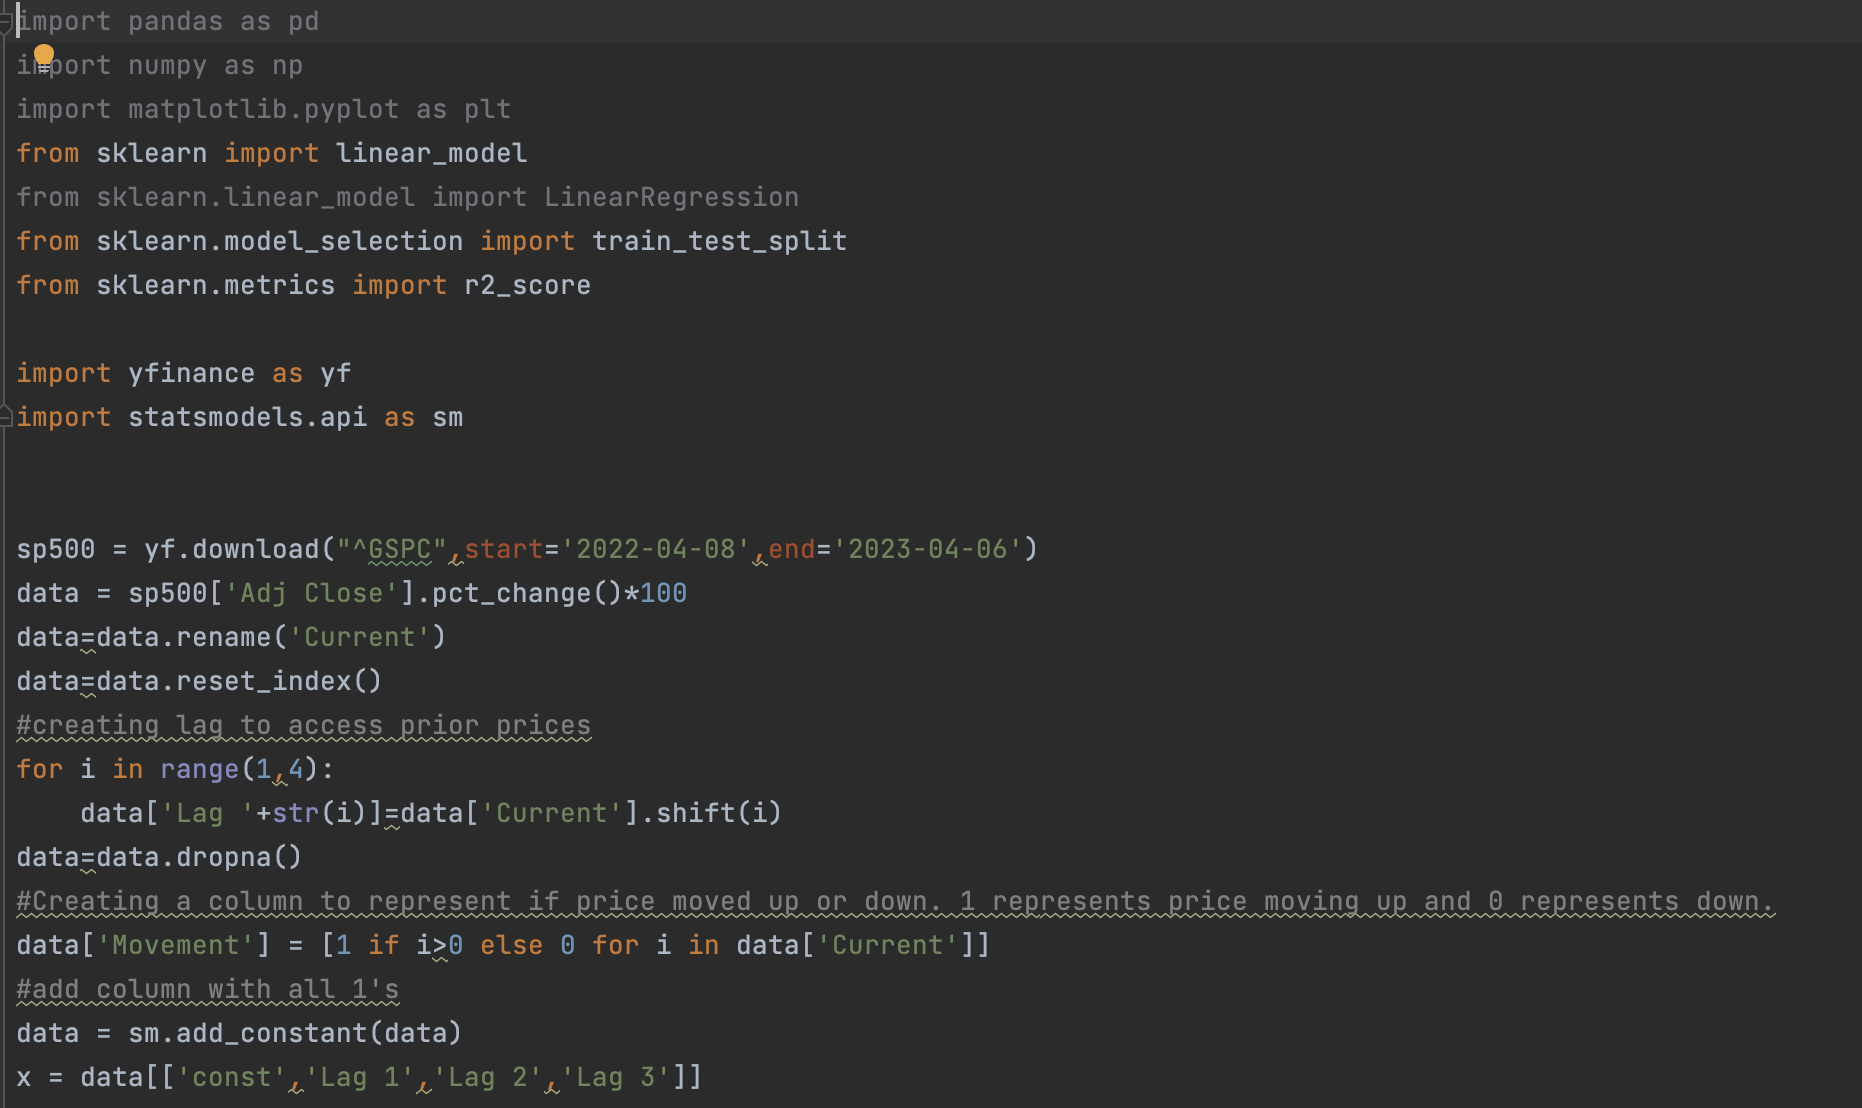 import pandas as pd
import numpy as np
import matplotlib.pyplot as plt
from sklearn import linear_model
from sklearn.linear_model import LinearRegression
from sklearn.model_selection import train_test_split
from sklearn.metrics import r2_score
import yfinance as yf
import statsmodels.api as sm
sp500 = yf.download("^GSPC",start='2022-04-08',end='2023-04-06')
data = sp500['Adj Close'].pct_change()*100
data=data.rename('Current')
data=data.reset_index()
#creating lag to access prior prices
for i in range(1,4):
    data['Lag '+str(i)]=data['Current'].shift(i)
data=data.dropna()
#Creating a column to represent if price moved up or down. 1 represents price moving up and 0 represents down.
data['Movement'] = [1 if i>0 else 0 for i in data['Current']]
#add column with all 1's
data = sm.add_constant(data)
x = data[['const','Lag 1','Lag 2','Lag 3']]